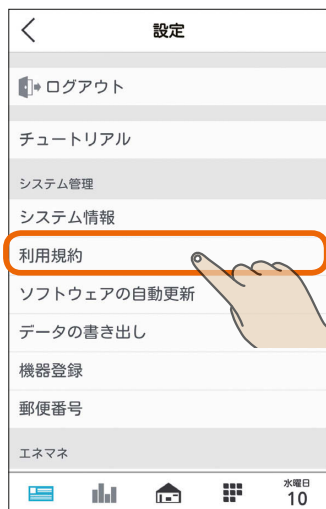 設定
ログアウト
チュートリアル
システム管理
システム情報
利用規約
ソフトウェアの自動更新
データの書き出し
機器登録
郵便番号
エネマネ
水曜日
10